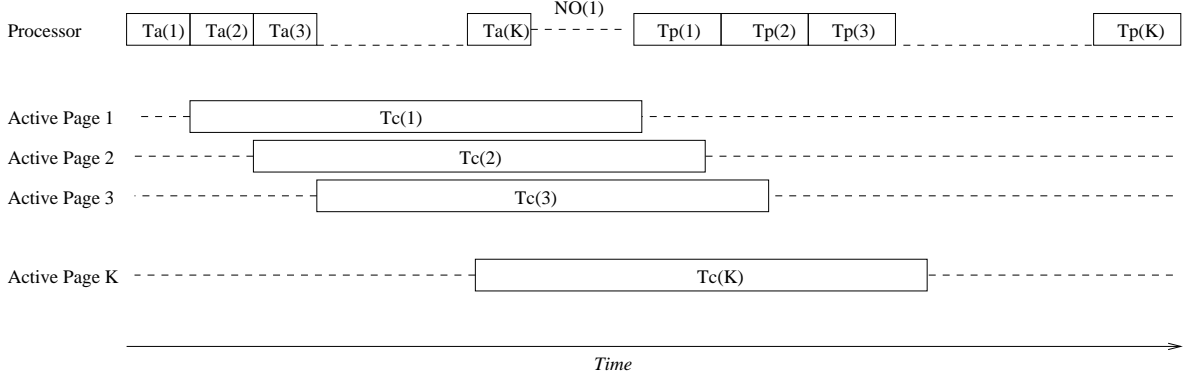 NO(1)
Processor Ta(1) Ta(2) Ta(3) Ta(K) Tp(1) Tp(2) Tp(3) Tp(K)
Active Page 1 Tc(1)
Active Page 2 Tc(2)
Active Page 3 Tc(3)
Active Page K Tc(K)
Time